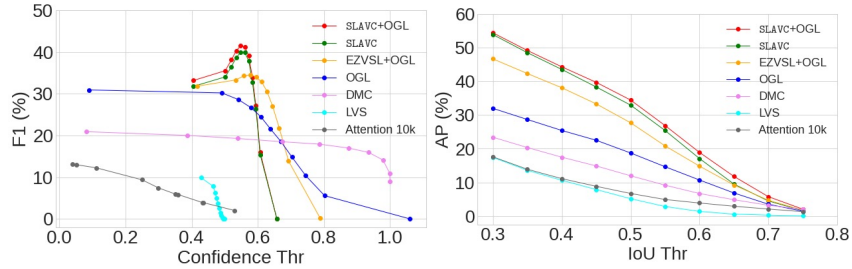 50
40
30
20
10
0
F1 (%)
0.0 0.2 0.4 0.6 0.8 1.0
Confidence Thr
SLAVC+OGL
SLAVC
EZVSL+OGL
OGL
DMC
LVS
Attention 10k
60
50
40
30
20
10
0
AP (%)
0.3 0.4 0.5 0.6 0.7 0.8
IoU Thr
SLAVC+OGL
SLAVC
EZVSL+OGL
OGL
DMC
LVS
Attention 10k